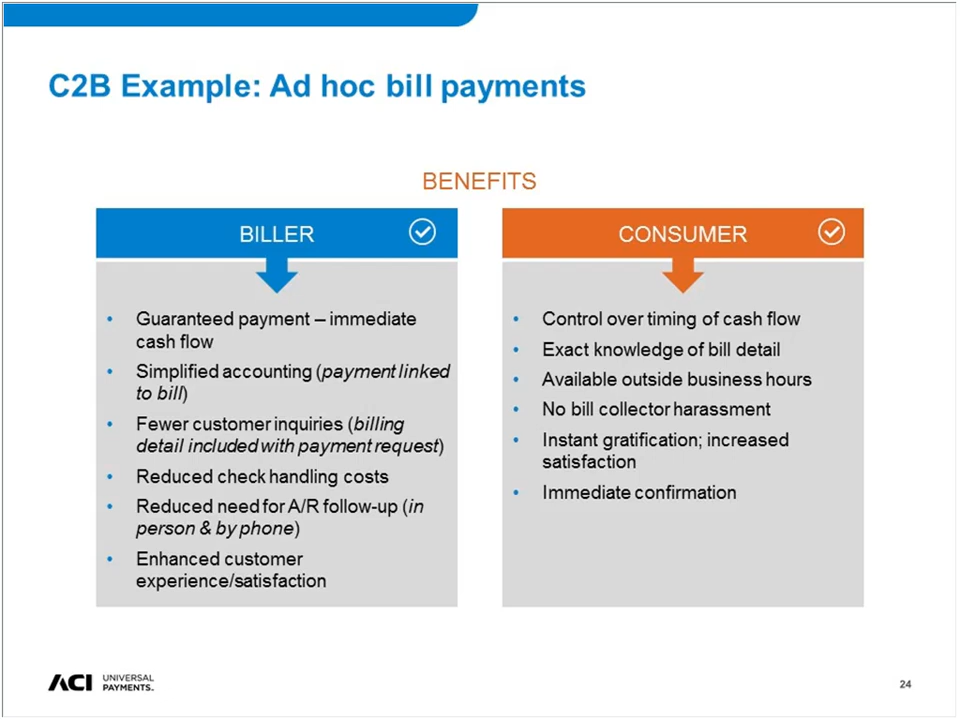 C2B Example: Ad hoc bill payments
BENEFITS
BILLER
• Guaranteed payment – immediate
cash flow
• Simplified accounting (payment linked
to bill)
• Fewer customer inquiries (billing
detail included with payment request)
• Reduced check handling costs
• Reduced need for A/R follow-up (in
person & by phone)
• Enhanced customer
experience/satisfaction
CONSUMER
• Control over timing of cash flow
• Exact knowledge of bill detail
• Available outside business hours
• No bill collector harassment
• Instant gratification; increased
satisfaction
• Immediate confirmation
ACI UNIVERSAL
PAYMENTS.
24